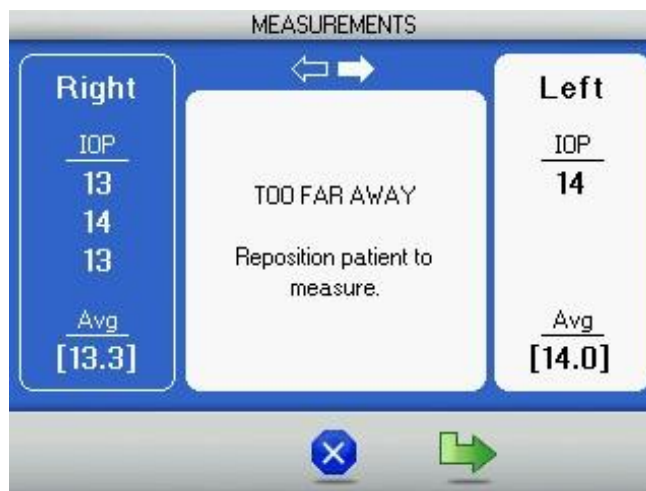 MEASUREMENTS
Right
IOP
13
14
13
Avg
[13.3]
TOO FAR AWAY
Reposition patient to
measure.
Left
IOP
14
Avg
[14.0]